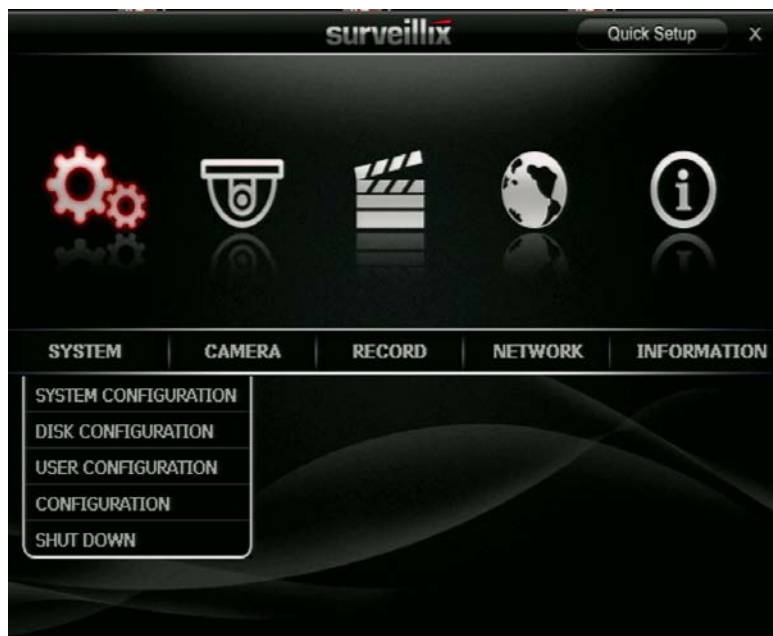 surveillix
Quick Setup X
SYSTEM CAMERA RECORD NETWORK INFORMATION
SYSTEM CONFIGURATION
DISK CONFIGURATION
USER CONFIGURATION
CONFIGURATION
SHUT DOWN